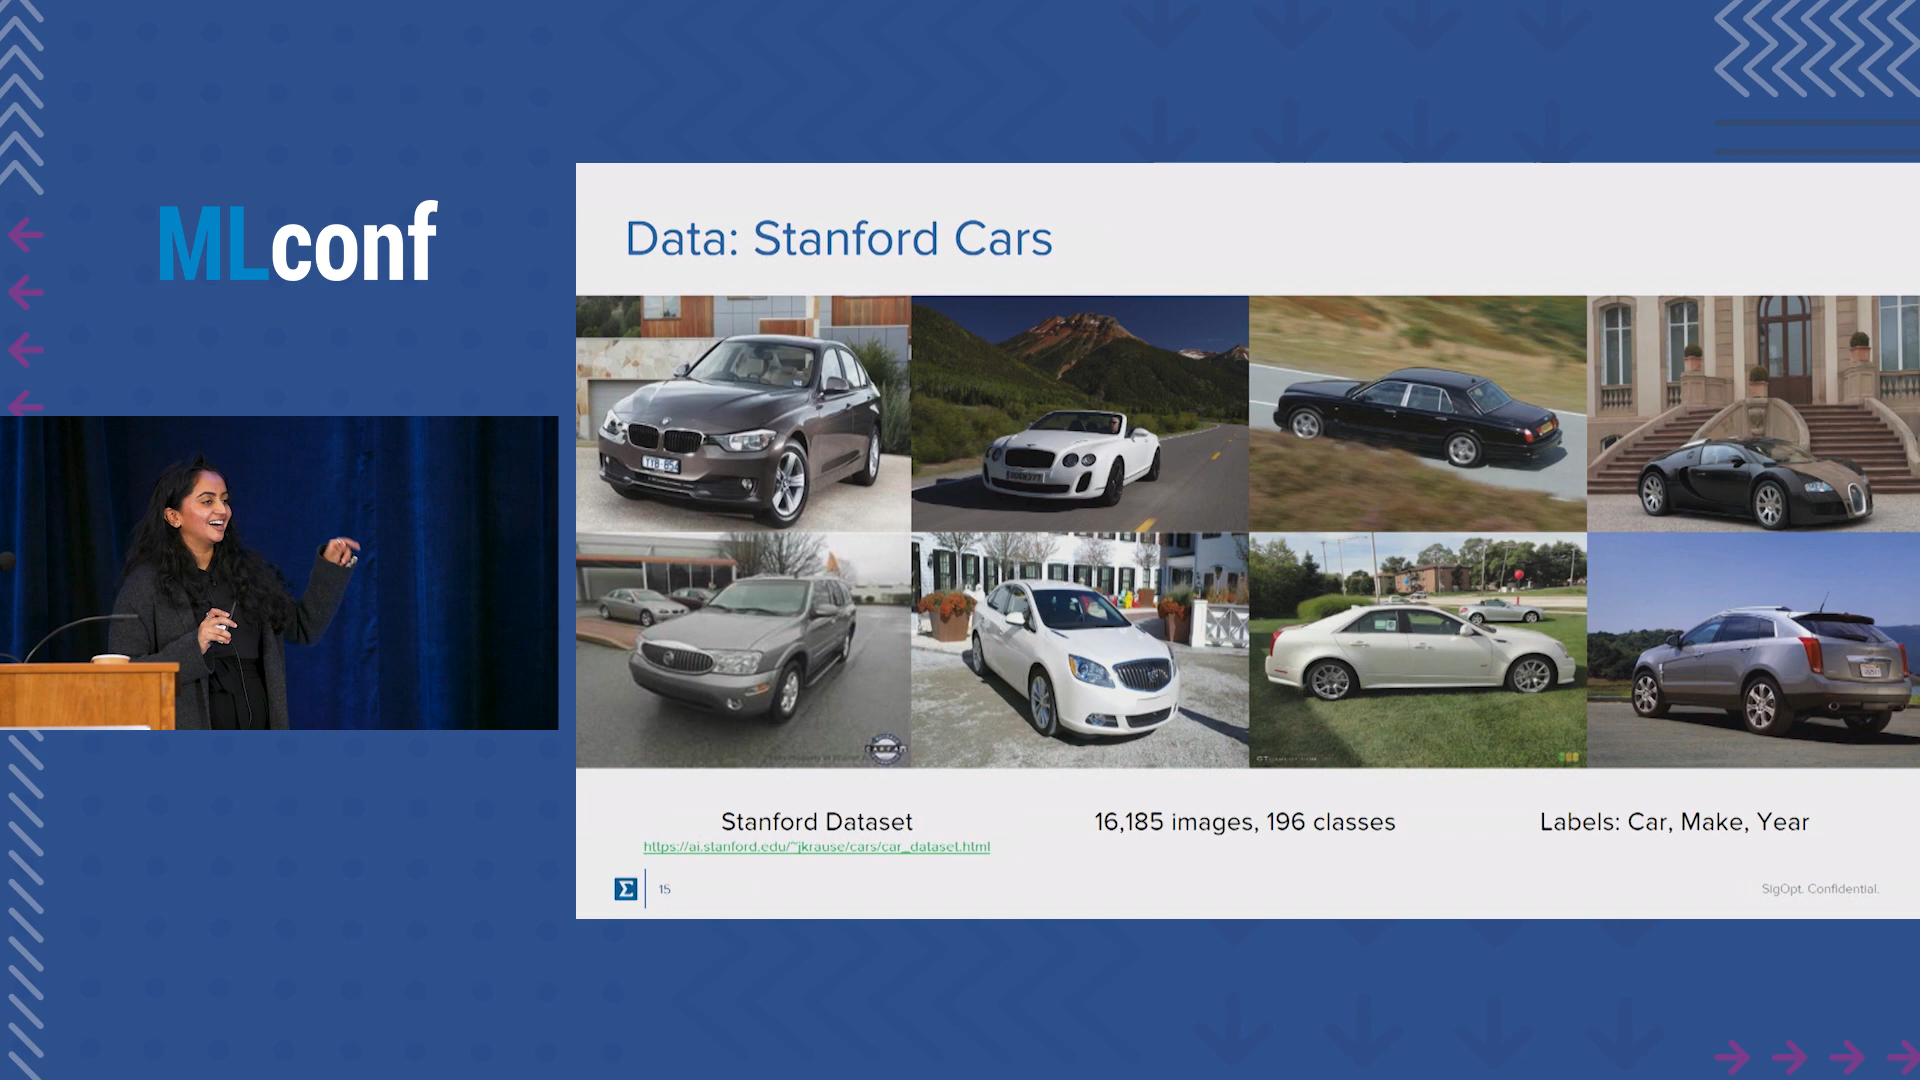 MLconf
Data: Stanford Cars
Stanford Dataset
https://ai.stanford.edu/~jkrause/cars/car_dataset.html
16,185 images, 196 classes
Labels: Car, Make, Year
Σ
15
SigOpt. Confidential.